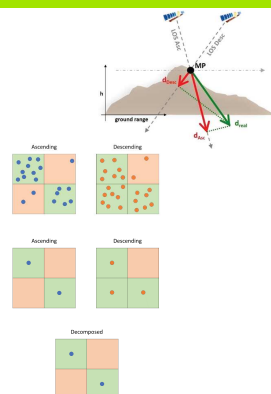 LOS Asc
LOS Desc
MP
h
d_Desc
d_real
d_Asc
ground range
Ascending
Descending
Ascending
Descending
Decomposed